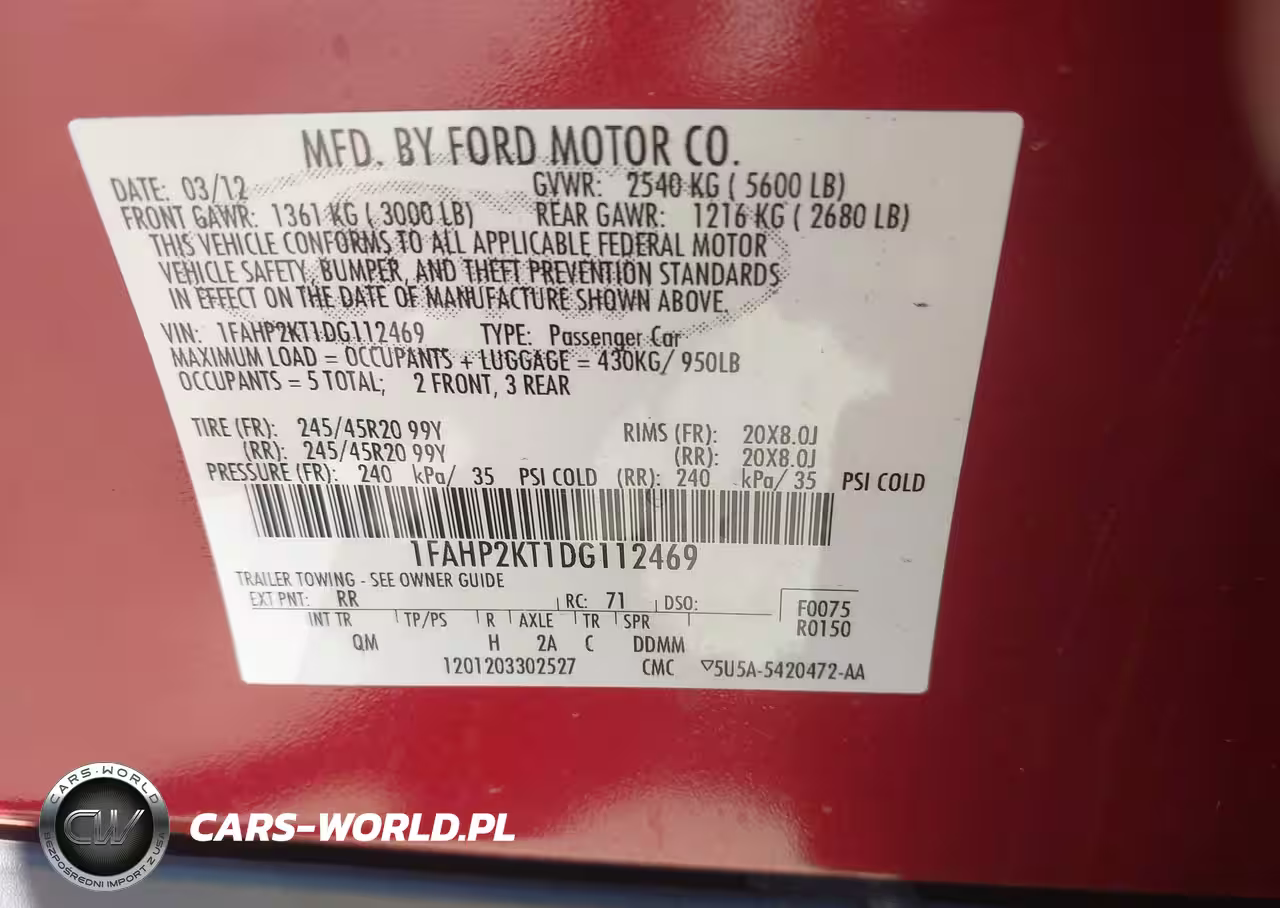 MFD. BY FORD MOTOR CO.
DATE: 03/12 GVWR: 2540 KG ( 5600 LB)
FRONT GAWR: 1361 KG ( 3000 LB) REAR GAWR: 1216 KG ( 2680 LB)
THIS VEHICLE CONFORMS TO ALL APPLICABLE FEDERAL MOTOR
VEHICLE SAFETY, BUMPER, AND THEFT PREVENTION STANDARDS
IN EFFECT ON THE DATE OF MANUFACTURE SHOWN ABOVE.
VIN: 1FAHP2KT1DG112469 TYPE: Passenger Car
MAXIMUM LOAD = OCCUPANTS + LUGGAGE = 430KG/ 950LB
OCCUPANTS = 5 TOTAL; 2 FRONT, 3 REAR
TIRE (FR): 245/45R20 99Y RIMS (FR): 20X8.0J
(RR): 245/45R20 99Y (RR): 20X8.0J
PRESSURE (FR): 240 kPa/ 35 PSI COLD (RR): 240 kPa/ 35 PSI COLD
1FAHP2KT1DG112469
TRAILER TOWING - SEE OWNER GUIDE
EXT PNT: RR RC: 71 DSO: F0075
INT TR TP/PS R AXLE TR SPR R0150
QM H 2A C DDMM
1201203302527 CMC ▽5U5A-5420472-AA
CARS-WORLD
CW
BEZPOŚREDNI IMPORT Z USA
CARS-WORLD.PL